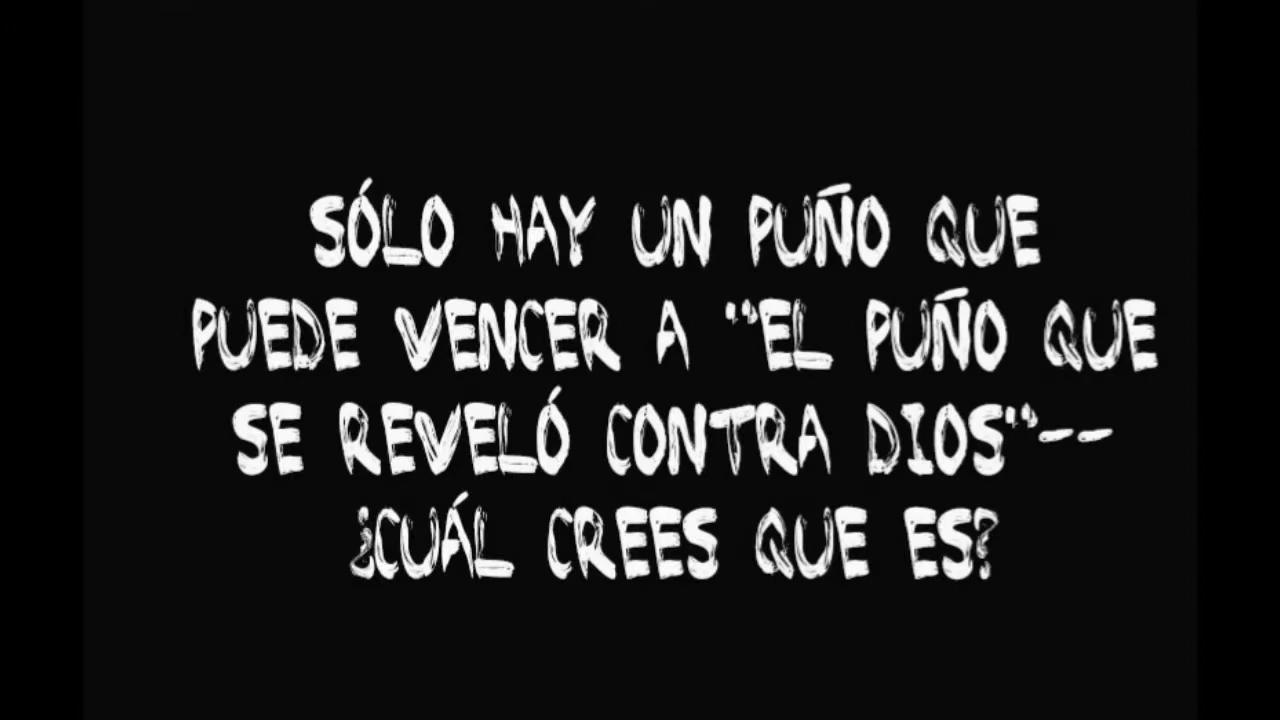 SÓLO HAY UN PUÑO QUE
PUEDE VENCER A "EL PUÑO QUE
SE REVELÓ CONTRA DIOS"--
¿CUÁL CREES QUE ES?